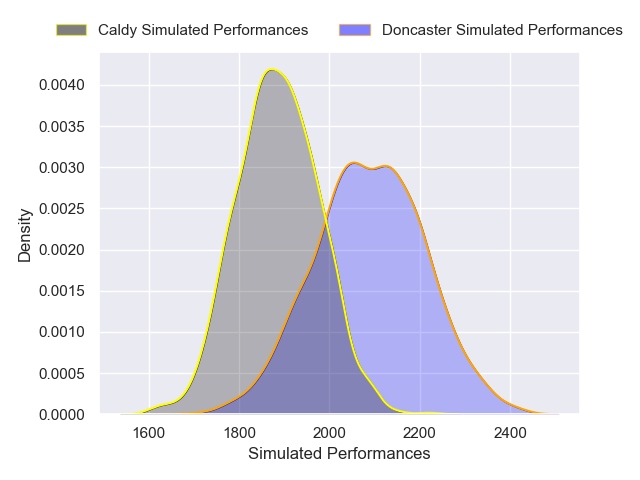 Caldy Simulated Performances
Doncaster Simulated Performances
Density
0.0040
0.0035
0.0030
0.0025
0.0020
0.0015
0.0010
0.0005
0.0000
1600 1800 2000 2200 2400
Simulated Performances